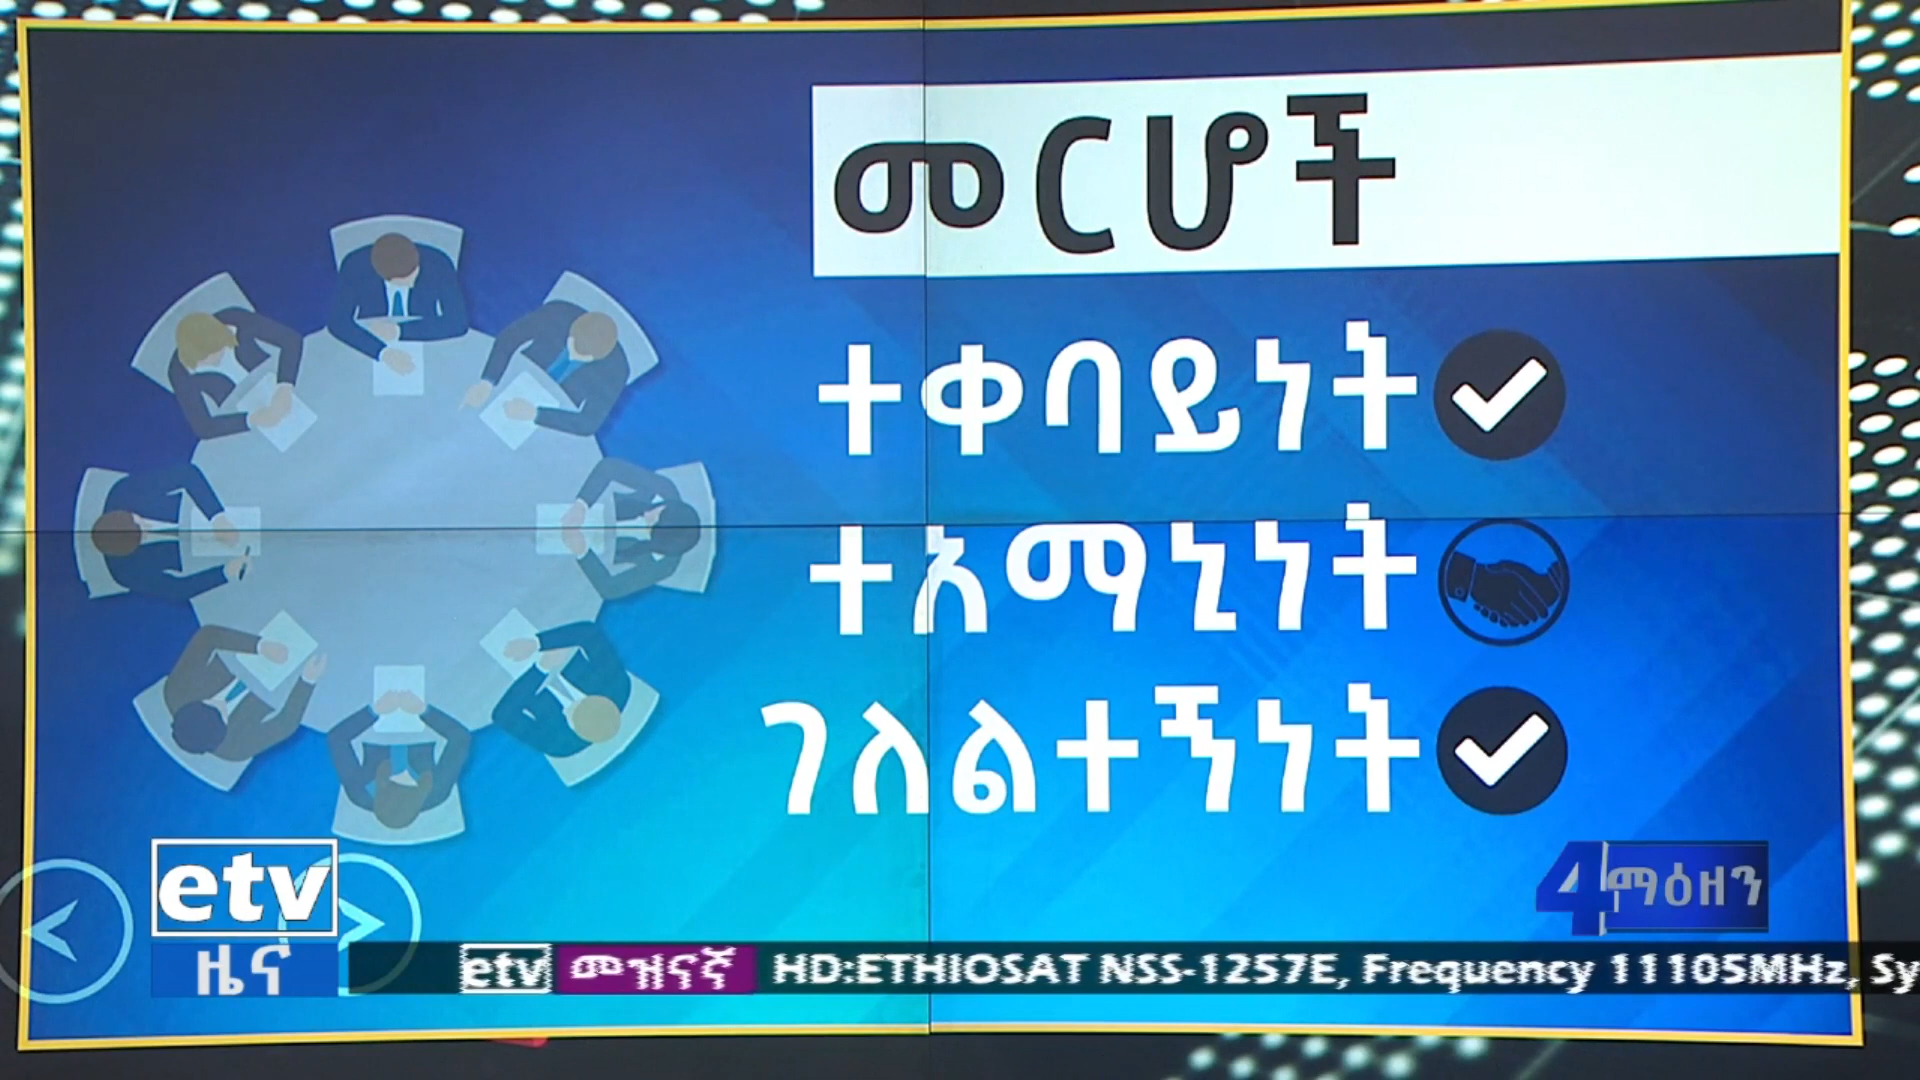 መርሆች
ተቀባይነት
ተአማኒነት
ገለልተኝነት
4 ማዕዘን
etv
ዜና
etv መዝናኛ HD:ETHIOSAT NSS-1257E, Frequency 11105MHz, Sy